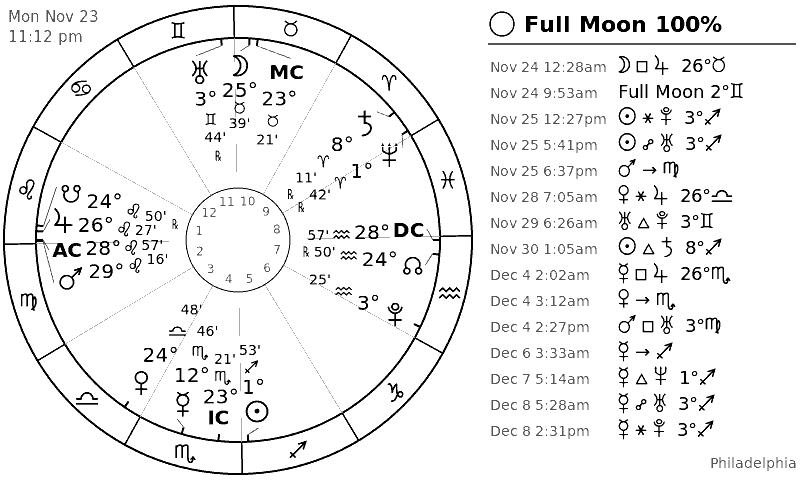 Mon Nov 23
11:12 pm
○ Full Moon 100%
Nov 24 12:28am ☽ □ ♃ 26°♉
Nov 24 9:53am Full Moon 2°♊
Nov 25 12:27pm ☉ ⚹ ⚴ 3°♐
Nov 25 5:41pm ☉ ☍ ♅ 3°♐
Nov 25 6:37pm ♂ → ♍
Nov 28 7:05am ♀ ⚹ ♃ 26°♎
Nov 29 6:26am ♅ △ ♇ 3°♊
Nov 30 1:05am ☉ △ ♄ 8°♐
Dec 4 2:02am ☿ □ ♃ 26°♏
Dec 4 3:12am ♀ → ♏
Dec 4 2:27pm ♂ □ ♅ 3°♍
Dec 6 3:33am ☿ → ♐
Dec 7 5:14am ☿ △ ♆ 1°♐
Dec 8 5:28am ☿ ☍ ♅ 3°♐
Dec 8 2:31pm ☿ ⚹ ♇ 3°♐
Philadelphia
♊ ♉ ♈ ♓ ♒ ♑ ♐ ♏ ♎ ♍ ♌ ♋
♅ 3° ♊ 44' ℞
☽ 25° ♉ 39'
MC 23° ♉ 21'
♄ 8° ♈ 11' ℞
♆ 1° ♈ 42' ℞
57' ♒ 28° DC
℞ 50' ♒ 24° ☊
25' ♒ 3° ♇
☋ 24° ♌ 50' ℞
♃ 26° ♌ 27'
AC 28° ♌ 57'
♂ 29° ♌ 16'
48' ♎ 24° ♀
46' ♏ 12° ☿
21' ♏ 23° IC
53' ♐ 1° ☉
1 2 3 4 5 6 7 8 9 10 11 12